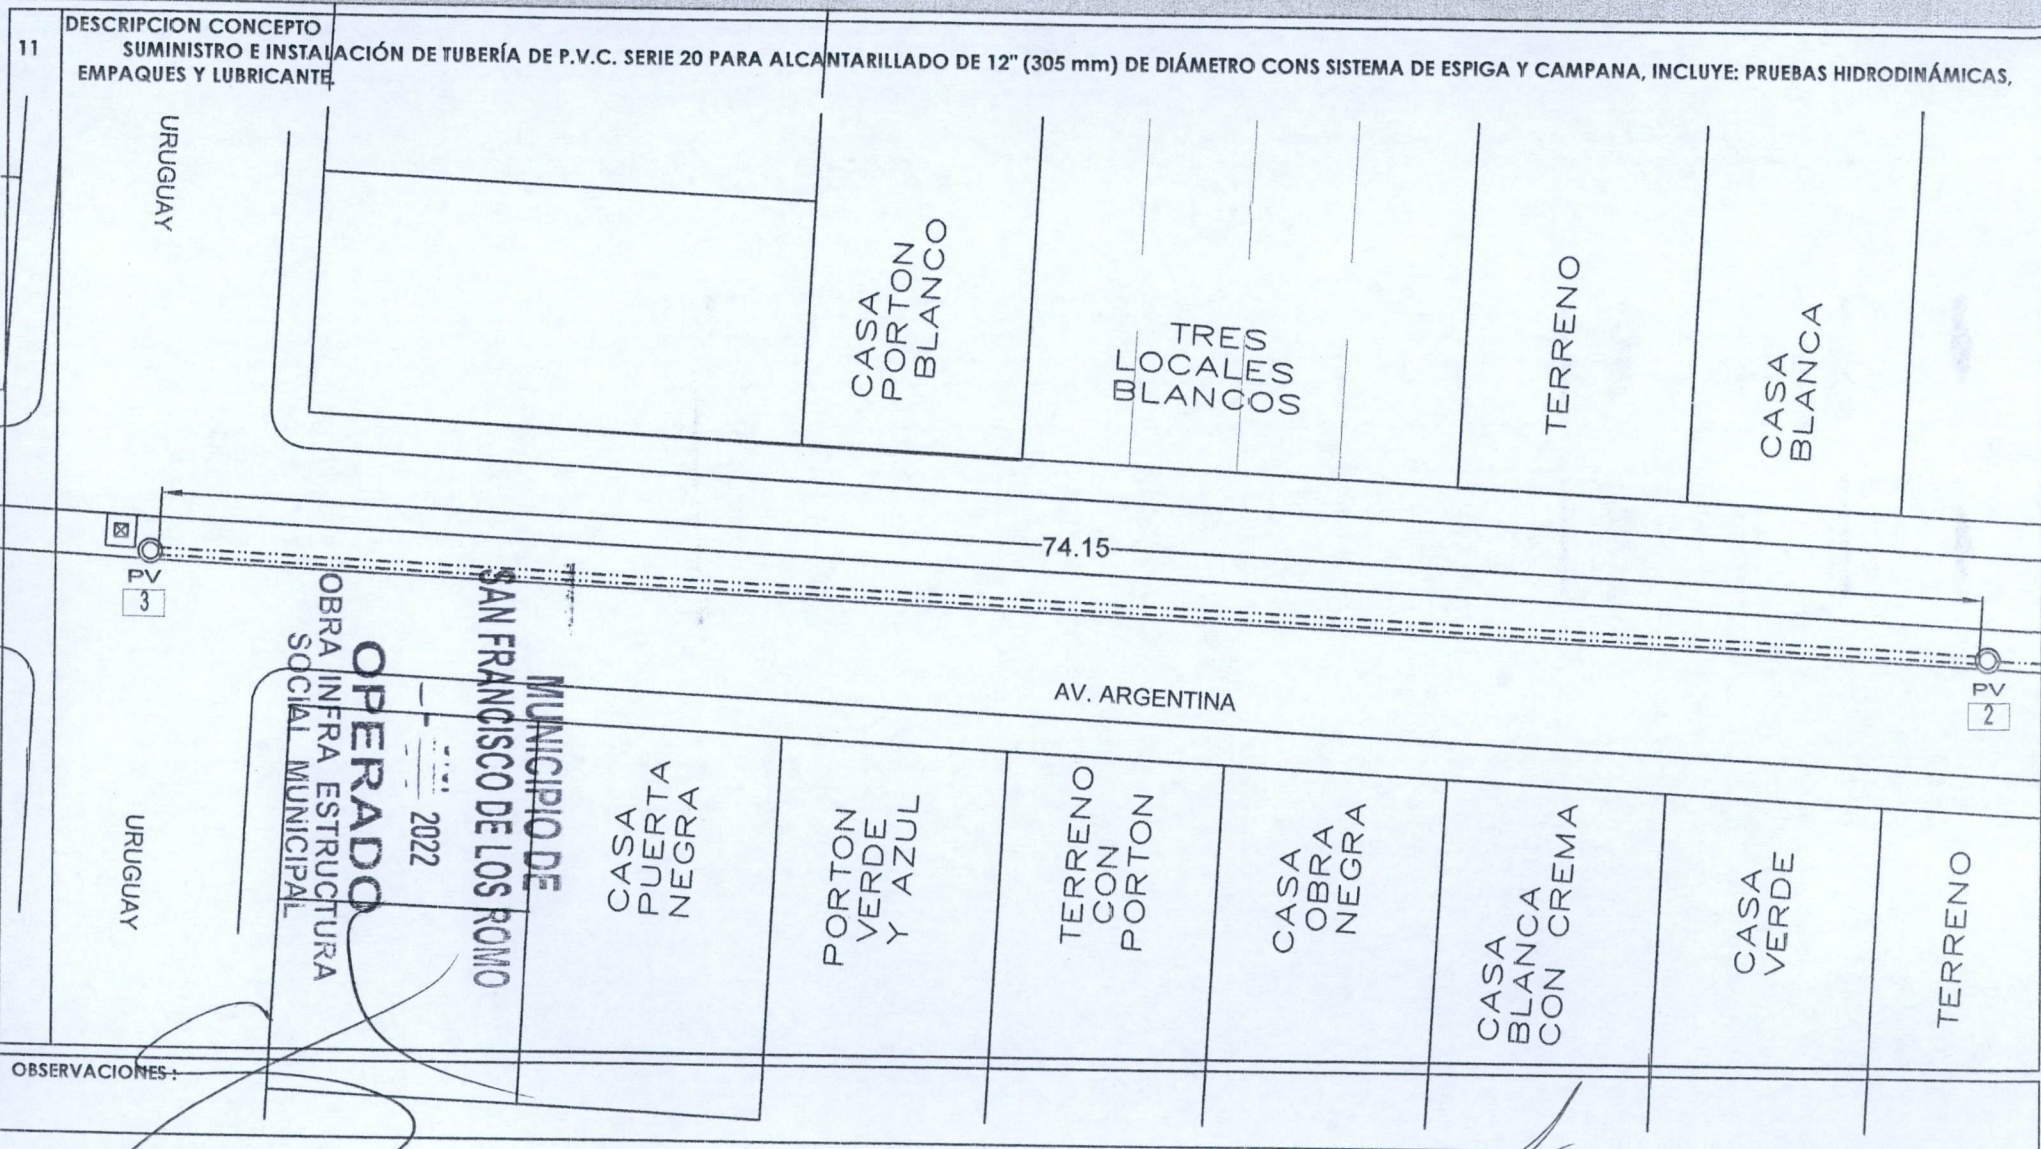 DESCRIPCION CONCEPTO
11
SUMINISTRO E INSTALACIÓN DE TUBERÍA DE P.V.C. SERIE 20 PARA ALCANTARILLADO DE 12" (305 mm) DE DIÁMETRO CONS SISTEMA DE ESPIGA Y CAMPANA, INCLUYE: PRUEBAS HIDRODINÁMICAS,
EMPAQUES Y LUBRICANTE.
URUGUAY
CASA
PORTON
BLANCO
TRES
LOCALES
BLANCOS
TERRENO
CASA
BLANCA
74.15
PV
3
PV
2
AV. ARGENTINA
URUGUAY
MUNICIPIO DE
SAN FRANCISCO DE LOS ROMO
2022
OPERADO
OBRA INFRA ESTRUCTURA
SOCIAL MUNICIPAL
CASA
PUERTA
NEGRA
PORTON
VERDE
Y AZUL
TERRENO
CON
PORTON
CASA
OBRA
NEGRA
CASA
BLANCA
CON CREMA
CASA
VERDE
TERRENO
OBSERVACIONES :